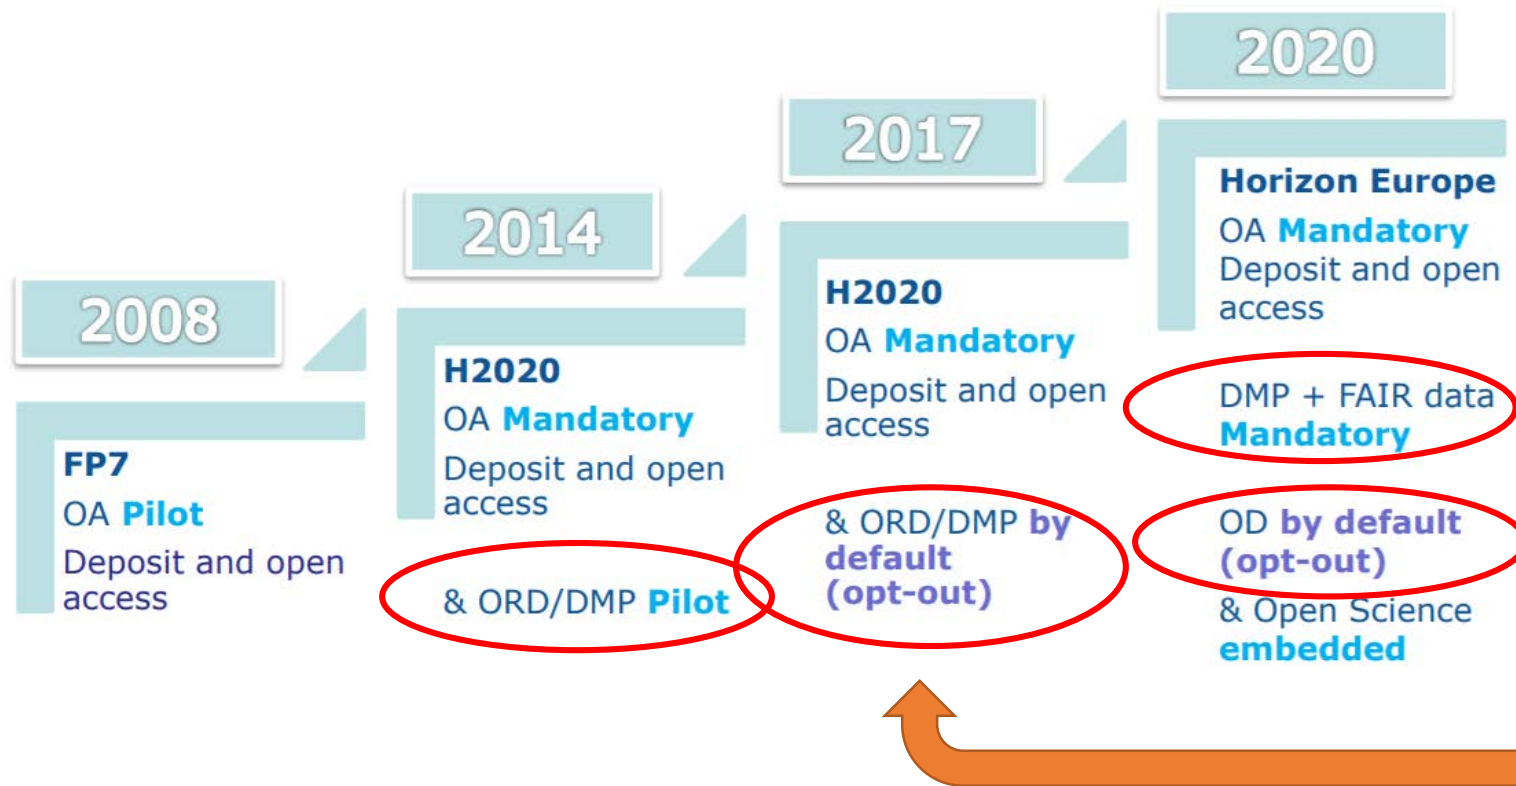 2008
FP7
OA Pilot
Deposit and open
access
2014
H2020
OA Mandatory
Deposit and open
access
& ORD/DMP Pilot
2017
H2020
OA Mandatory
Deposit and open
access
& ORD/DMP by
default
(opt-out)
2020
Horizon Europe
OA Mandatory
Deposit and open
access
DMP + FAIR data
Mandatory
OD by default
(opt-out)
& Open Science
embedded